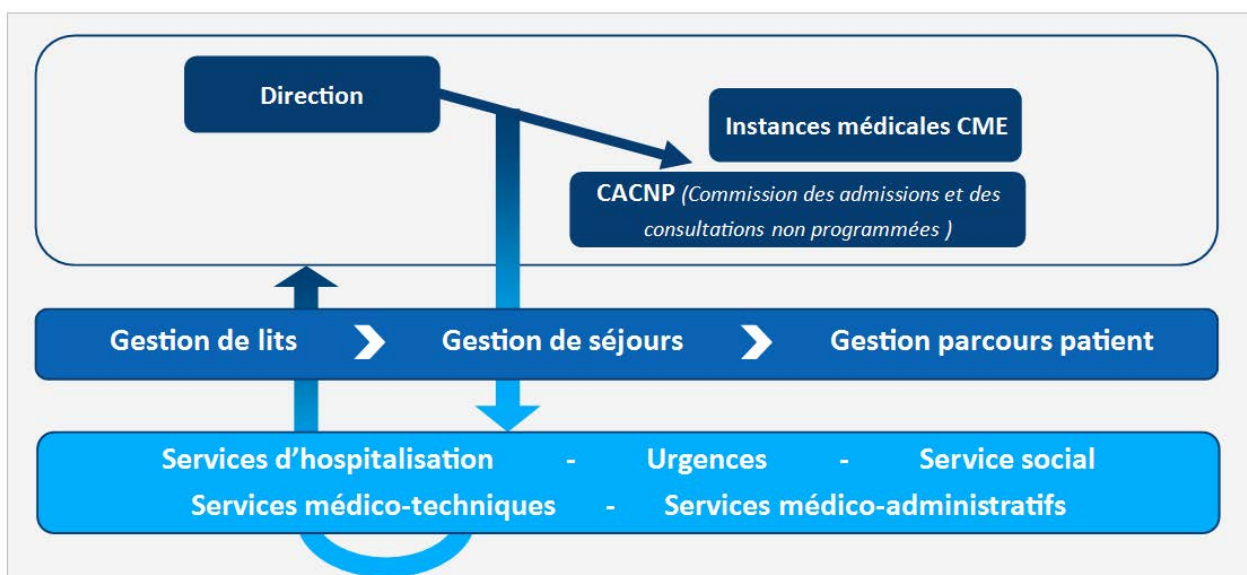 Direction
Instances médicales CME
CACNP (Commission des admissions et des
consultations non programmées )
Gestion de lits
Gestion de séjours
Gestion parcours patient
Services d’hospitalisation - Urgences - Service social
Services médico-techniques - Services médico-administratifs